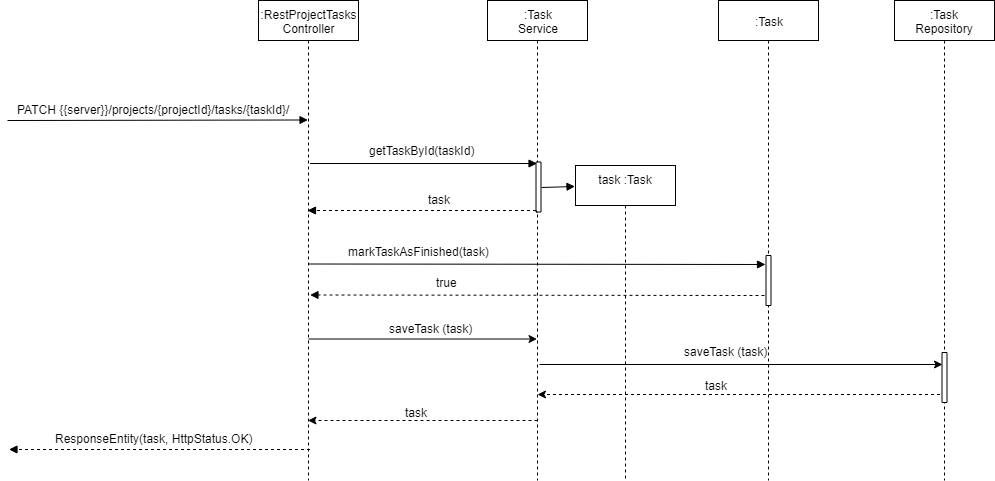 :RestProjectTasks
Controller
:Task
Service
:Task
:Task
Repository
PATCH {{server}}/projects/{projectId}/tasks/{taskId}/
getTaskById(taskId)
task :Task
task
markTaskAsFinished(task)
true
saveTask (task)
saveTask (task)
task
task
ResponseEntity(task, HttpStatus.OK)